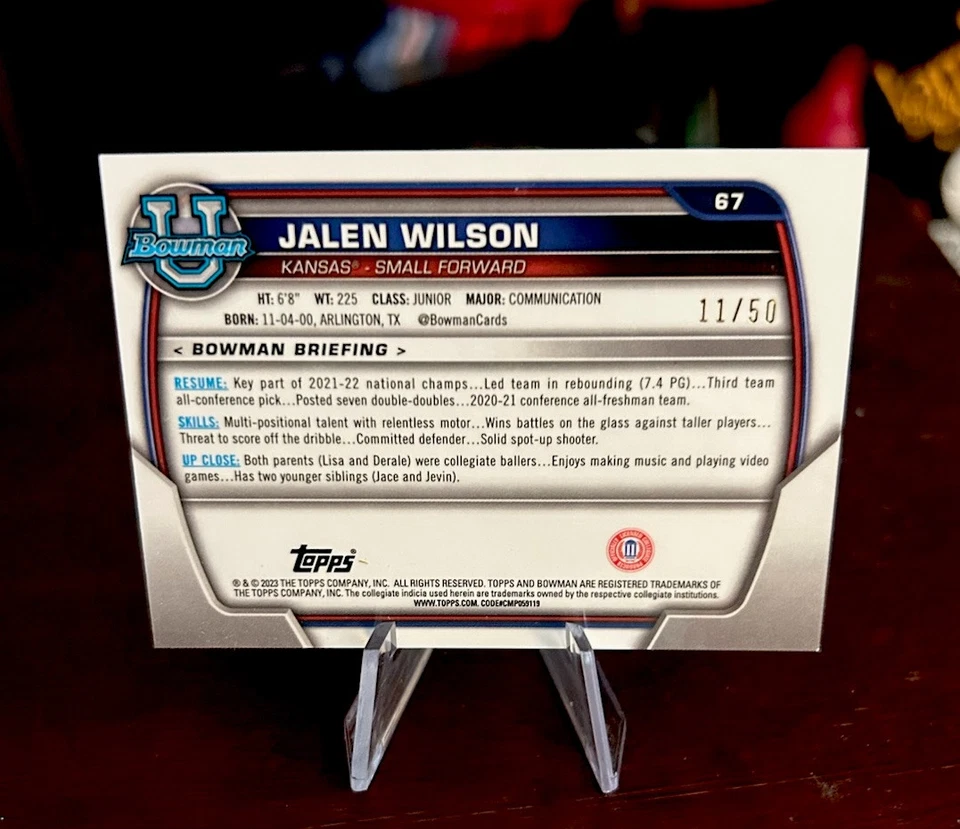 67
U
Bowman
JALEN WILSON
KANSAS® - SMALL FORWARD
HT: 6'8" WT: 225 CLASS: JUNIOR MAJOR: COMMUNICATION
BORN: 11-04-00, ARLINGTON, TX @BowmanCards
11/50
< BOWMAN BRIEFING >
RESUME: Key part of 2021-22 national champs...Led team in rebounding (7.4 PG)...Third team
all-conference pick...Posted seven double-doubles...2020-21 conference all-freshman team.
SKILLS: Multi-positional talent with relentless motor...Wins battles on the glass against taller players...
Threat to score off the dribble...Committed defender...Solid spot-up shooter.
UP CLOSE: Both parents (Lisa and Derale) were collegiate ballers...Enjoys making music and playing video
games...Has two younger siblings (Jace and Jevin).
Topps®
® & © 2023 THE TOPPS COMPANY, INC. ALL RIGHTS RESERVED. TOPPS AND BOWMAN ARE REGISTERED TRADEMARKS OF
THE TOPPS COMPANY, INC. The collegiate indicia used herein are trademarks owned by the respective collegiate institutions.
WWW.TOPPS.COM. CODE#CMP059119